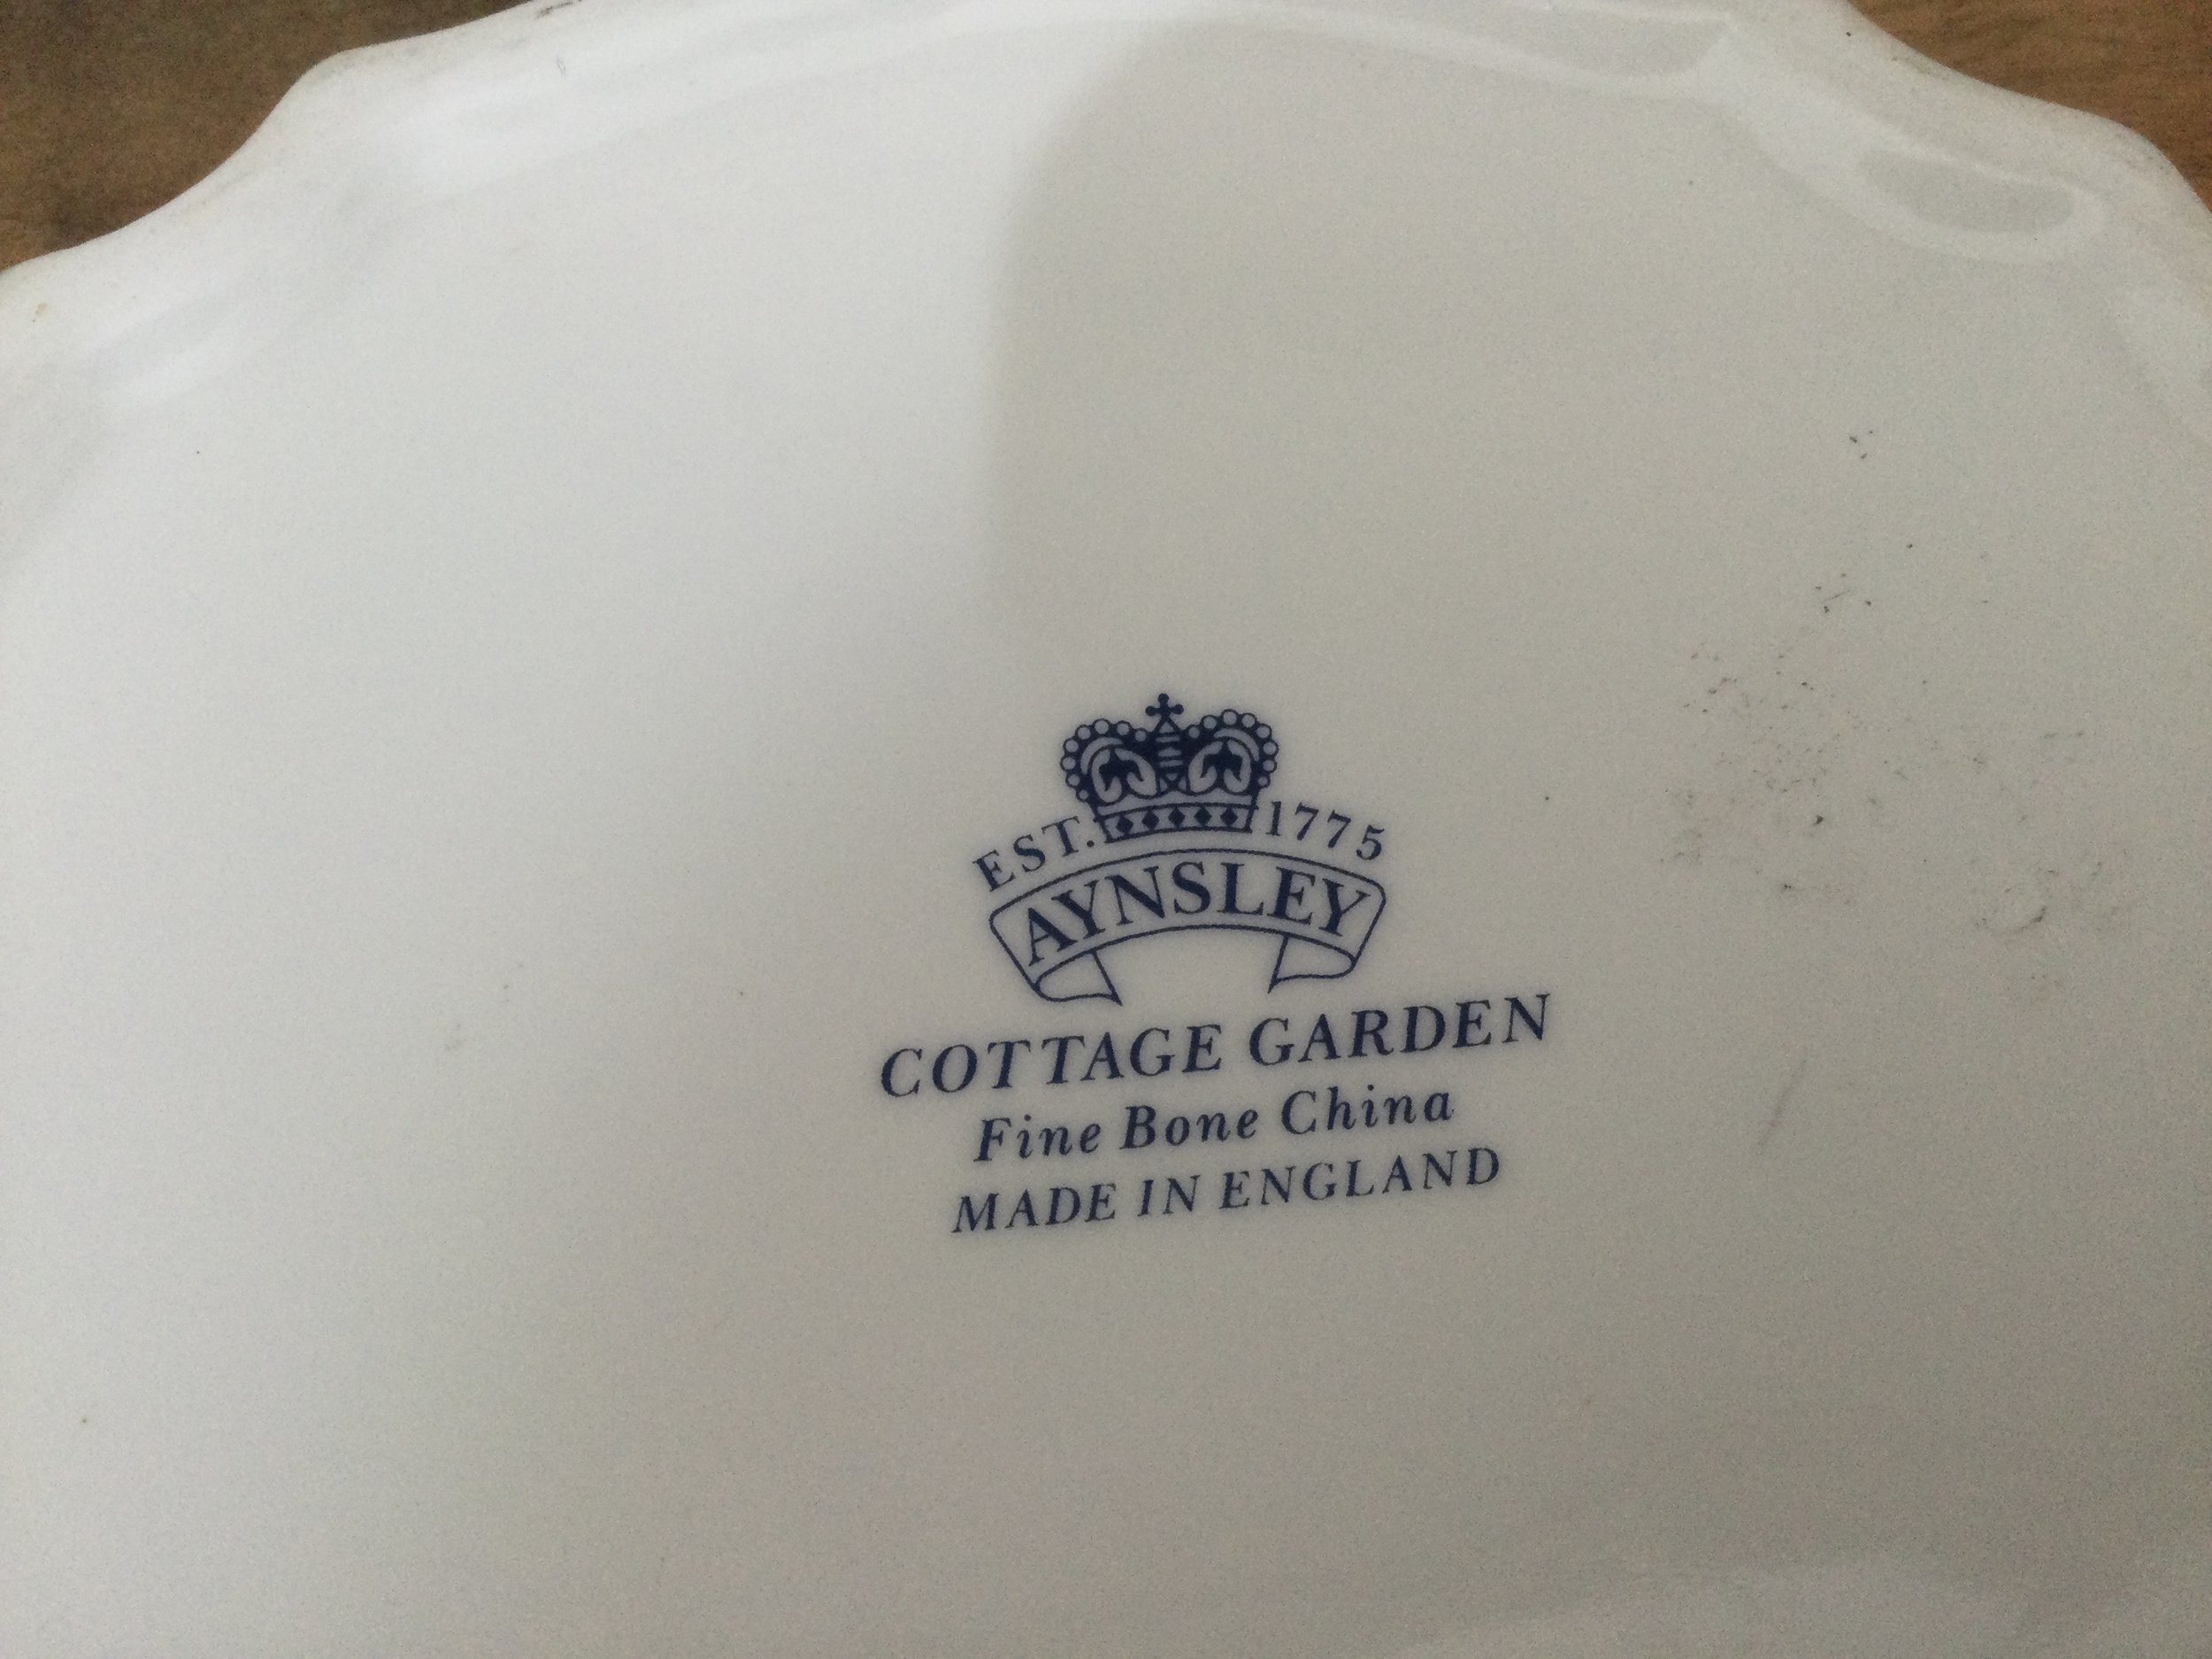 EST. 1775
AYNSLEY
COTTAGE GARDEN
Fine Bone China
MADE IN ENGLAND